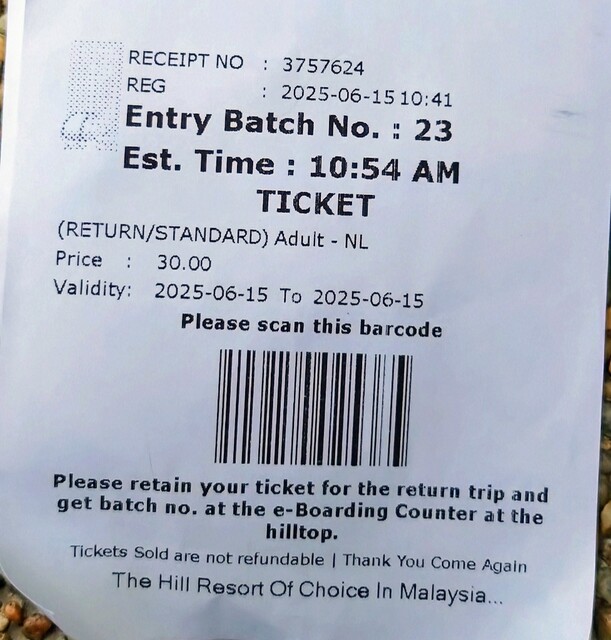 RECEIPT NO : 3757624
REG : 2025-06-15 10:41
Entry Batch No. : 23
Est. Time : 10:54 AM
TICKET
(RETURN/STANDARD) Adult - NL
Price : 30.00
Validity: 2025-06-15 To 2025-06-15
Please scan this barcode
Please retain your ticket for the return trip and
get batch no. at the e-Boarding Counter at the
hilltop.
Tickets Sold are not refundable | Thank You Come Again
The Hill Resort Of Choice In Malaysia...